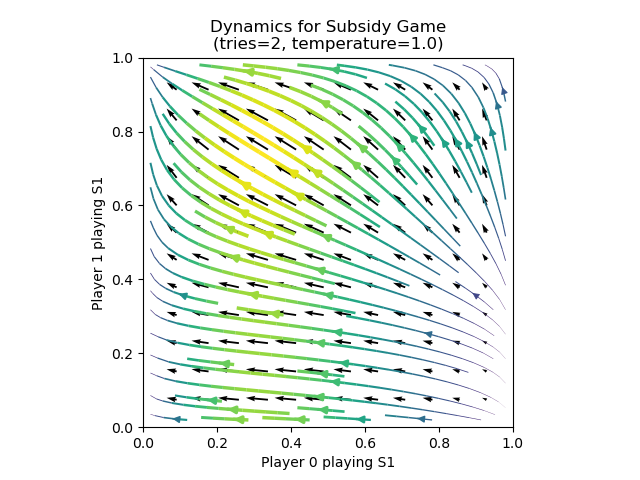 Dynamics for Subsidy Game
(tries=2, temperature=1.0)
1.0
0.8
0.6
0.4
0.2
0.0
Player 1 playing S1
0.0 0.2 0.4 0.6 0.8 1.0
Player 0 playing S1